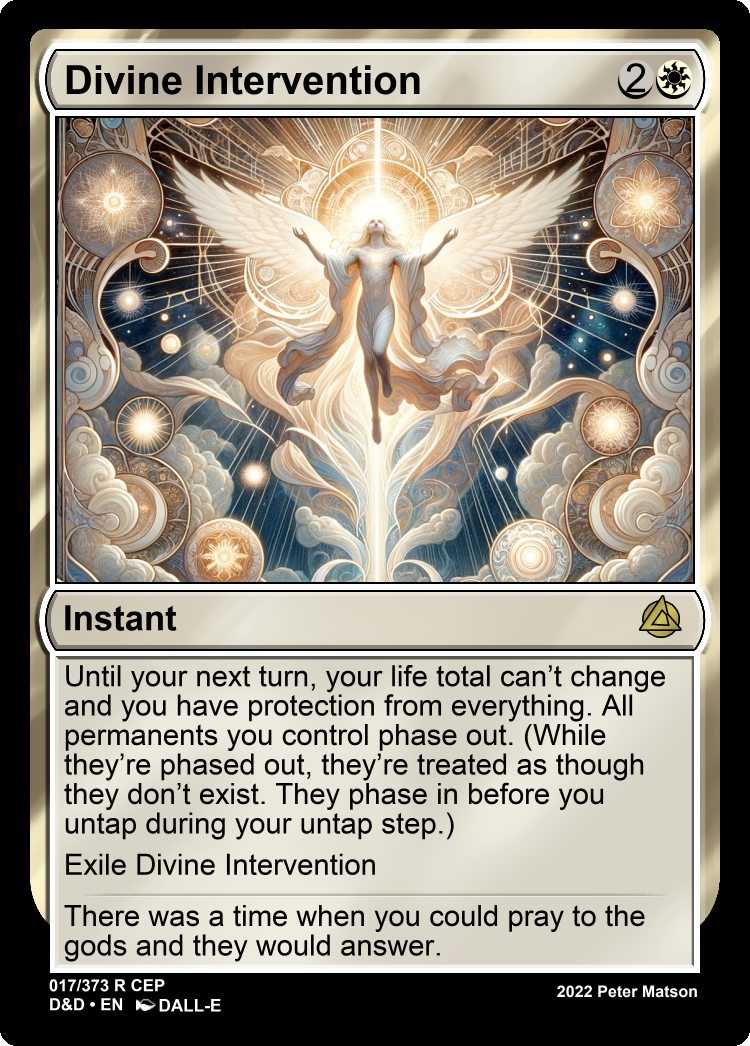 Divine Intervention 2
Instant
Until your next turn, your life total can’t change
and you have protection from everything. All
permanents you control phase out. (While
they’re phased out, they’re treated as though
they don’t exist. They phase in before you
untap during your untap step.)
Exile Divine Intervention
There was a time when you could pray to the
gods and they would answer.
017/373 R CEP
D&D • EN DALL-E
2022 Peter Matson